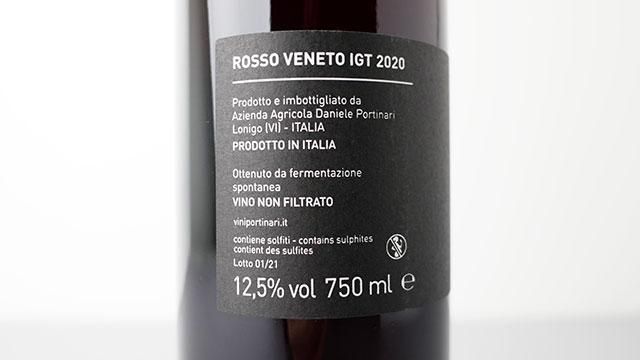 ROSSO VENETO IGT 2020
Prodotto e imbottigliato da
Azienda Agricola Daniele Portinari
Lonigo (VI) - ITALIA
PRODOTTO IN ITALIA
Ottenuto da fermentazione
spontanea
VINO NON FILTRATO
viniportinari.it
contiene solfiti - contains sulphites
contient des sulfites
Lotto 01/21
12,5% vol 750 ml ℮